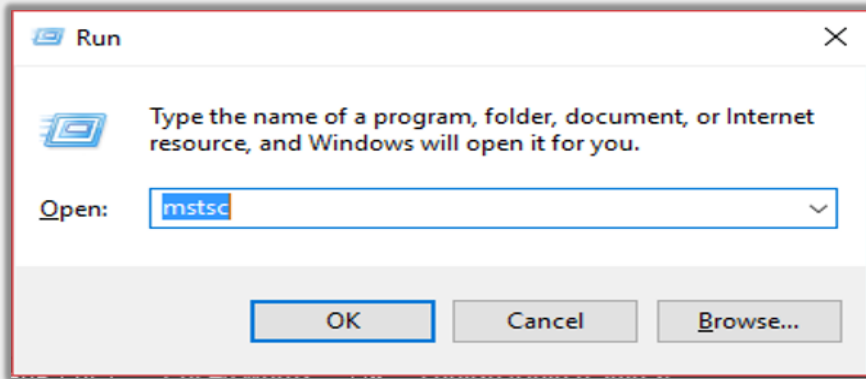 Run
Type the name of a program, folder, document, or Internet
resource, and Windows will open it for you.
Open: mstsc
OK Cancel Browse...